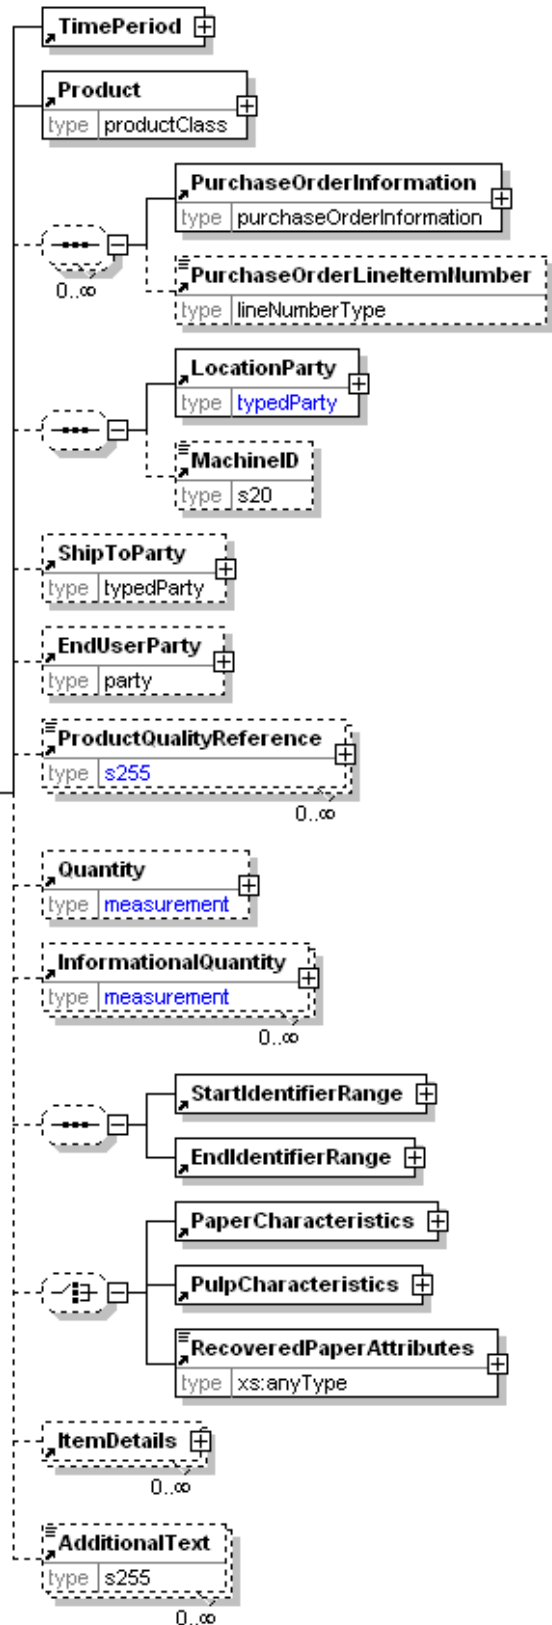 TimePeriod
Product
type productClass
PurchaseOrderInformation
type purchaseOrderInformation
0..∞
PurchaseOrderLineItemNumber
type lineNumberType
LocationParty
type typedParty
MachineID
type s20
ShipToParty
type typedParty
EndUserParty
type party
ProductQualityReference
type s255
0..∞
Quantity
type measurement
InformationalQuantity
type measurement
0..∞
StartIdentifierRange
EndIdentifierRange
PaperCharacteristics
PulpCharacteristics
RecoveredPaperAttributes
type xs:anyType
ItemDetails
0..∞
AdditionalText
type s255
0..∞